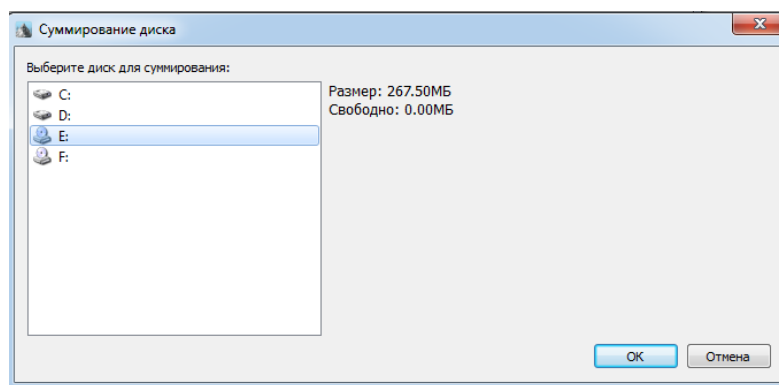 Суммирование диска
Выберите диск для суммирования:
C:
D:
E:
F:
Размер: 267.50МБ
Свободно: 0.00МБ
OK
Отмена